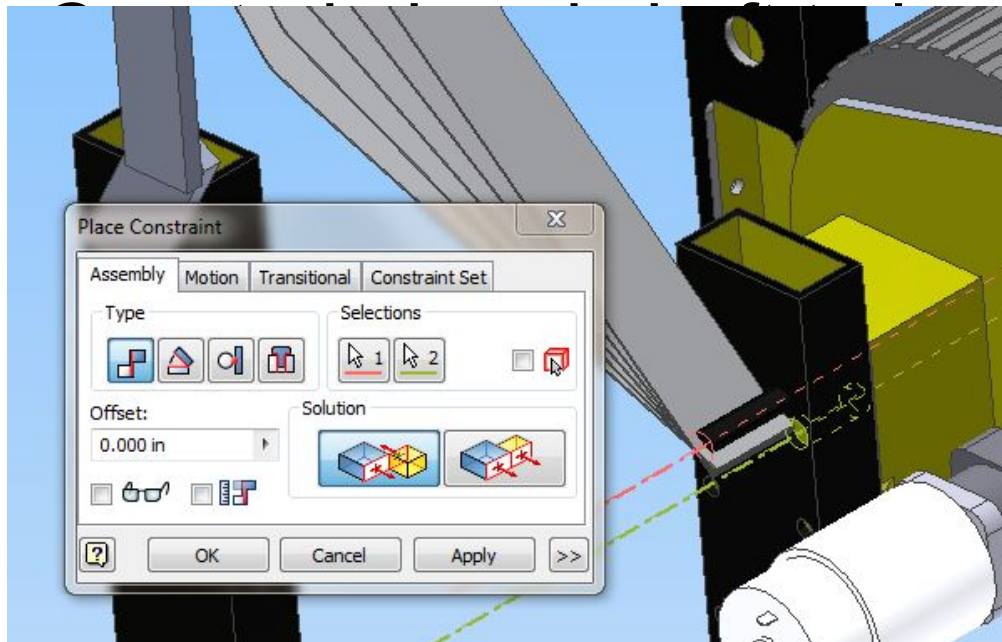 Place Constraint
Assembly Motion Transitional Constraint Set
Type Selections
1 2
Offset: Solution
0.000 in
OK Cancel Apply >>